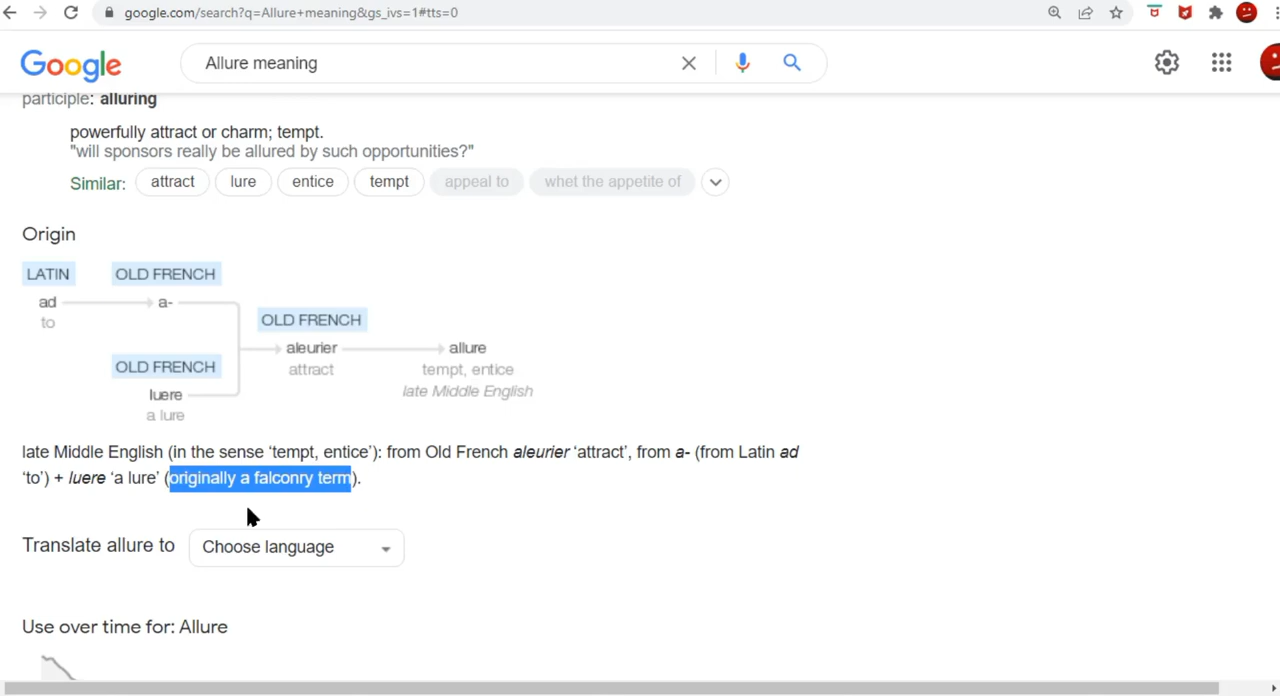 google.com/search?q=Allure+meaning&gs_ivs=1#tts=0
Google
Allure meaning
participle: alluring
powerfully attract or charm; tempt.
"will sponsors really be allured by such opportunities?"
Similar: attract lure entice tempt appeal to whet the appetite of
Origin
LATIN OLD FRENCH
ad a-
to
OLD FRENCH
aleurier allure
attract tempt, entice
late Middle English
OLD FRENCH
luere
a lure
late Middle English (in the sense ‘tempt, entice’): from Old French aleurier ‘attract’, from a- (from Latin ad
‘to’) + luere ‘a lure’ (originally a falconry term).
Translate allure to Choose language
Use over time for: Allure